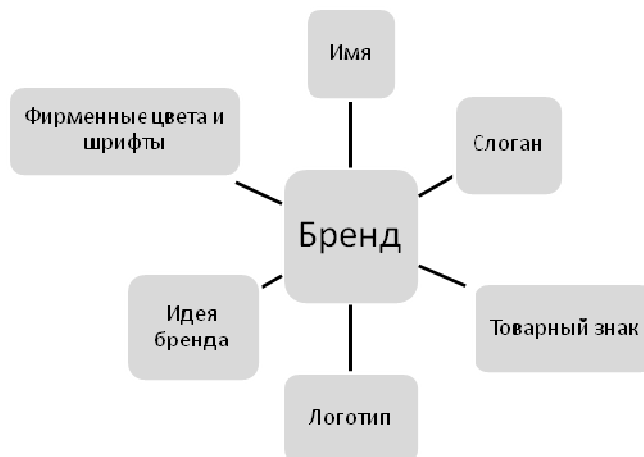 Имя
Фирменные цвета и
шрифты
Слоган
Бренд
Идея
бренда
Товарный знак
Логотип